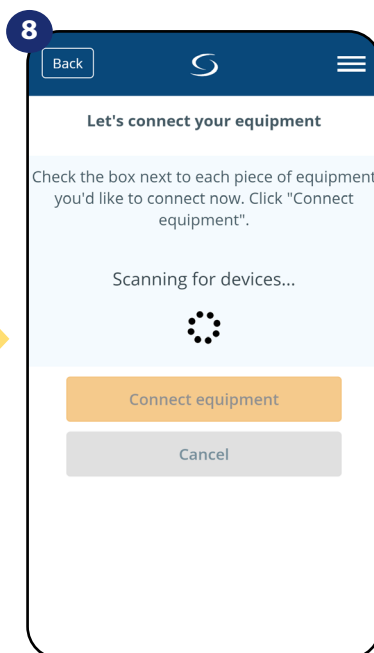 8
Back
Let's connect your equipment
Check the box next to each piece of equipment
you'd like to connect now. Click "Connect
equipment".
Scanning for devices...
Connect equipment
Cancel